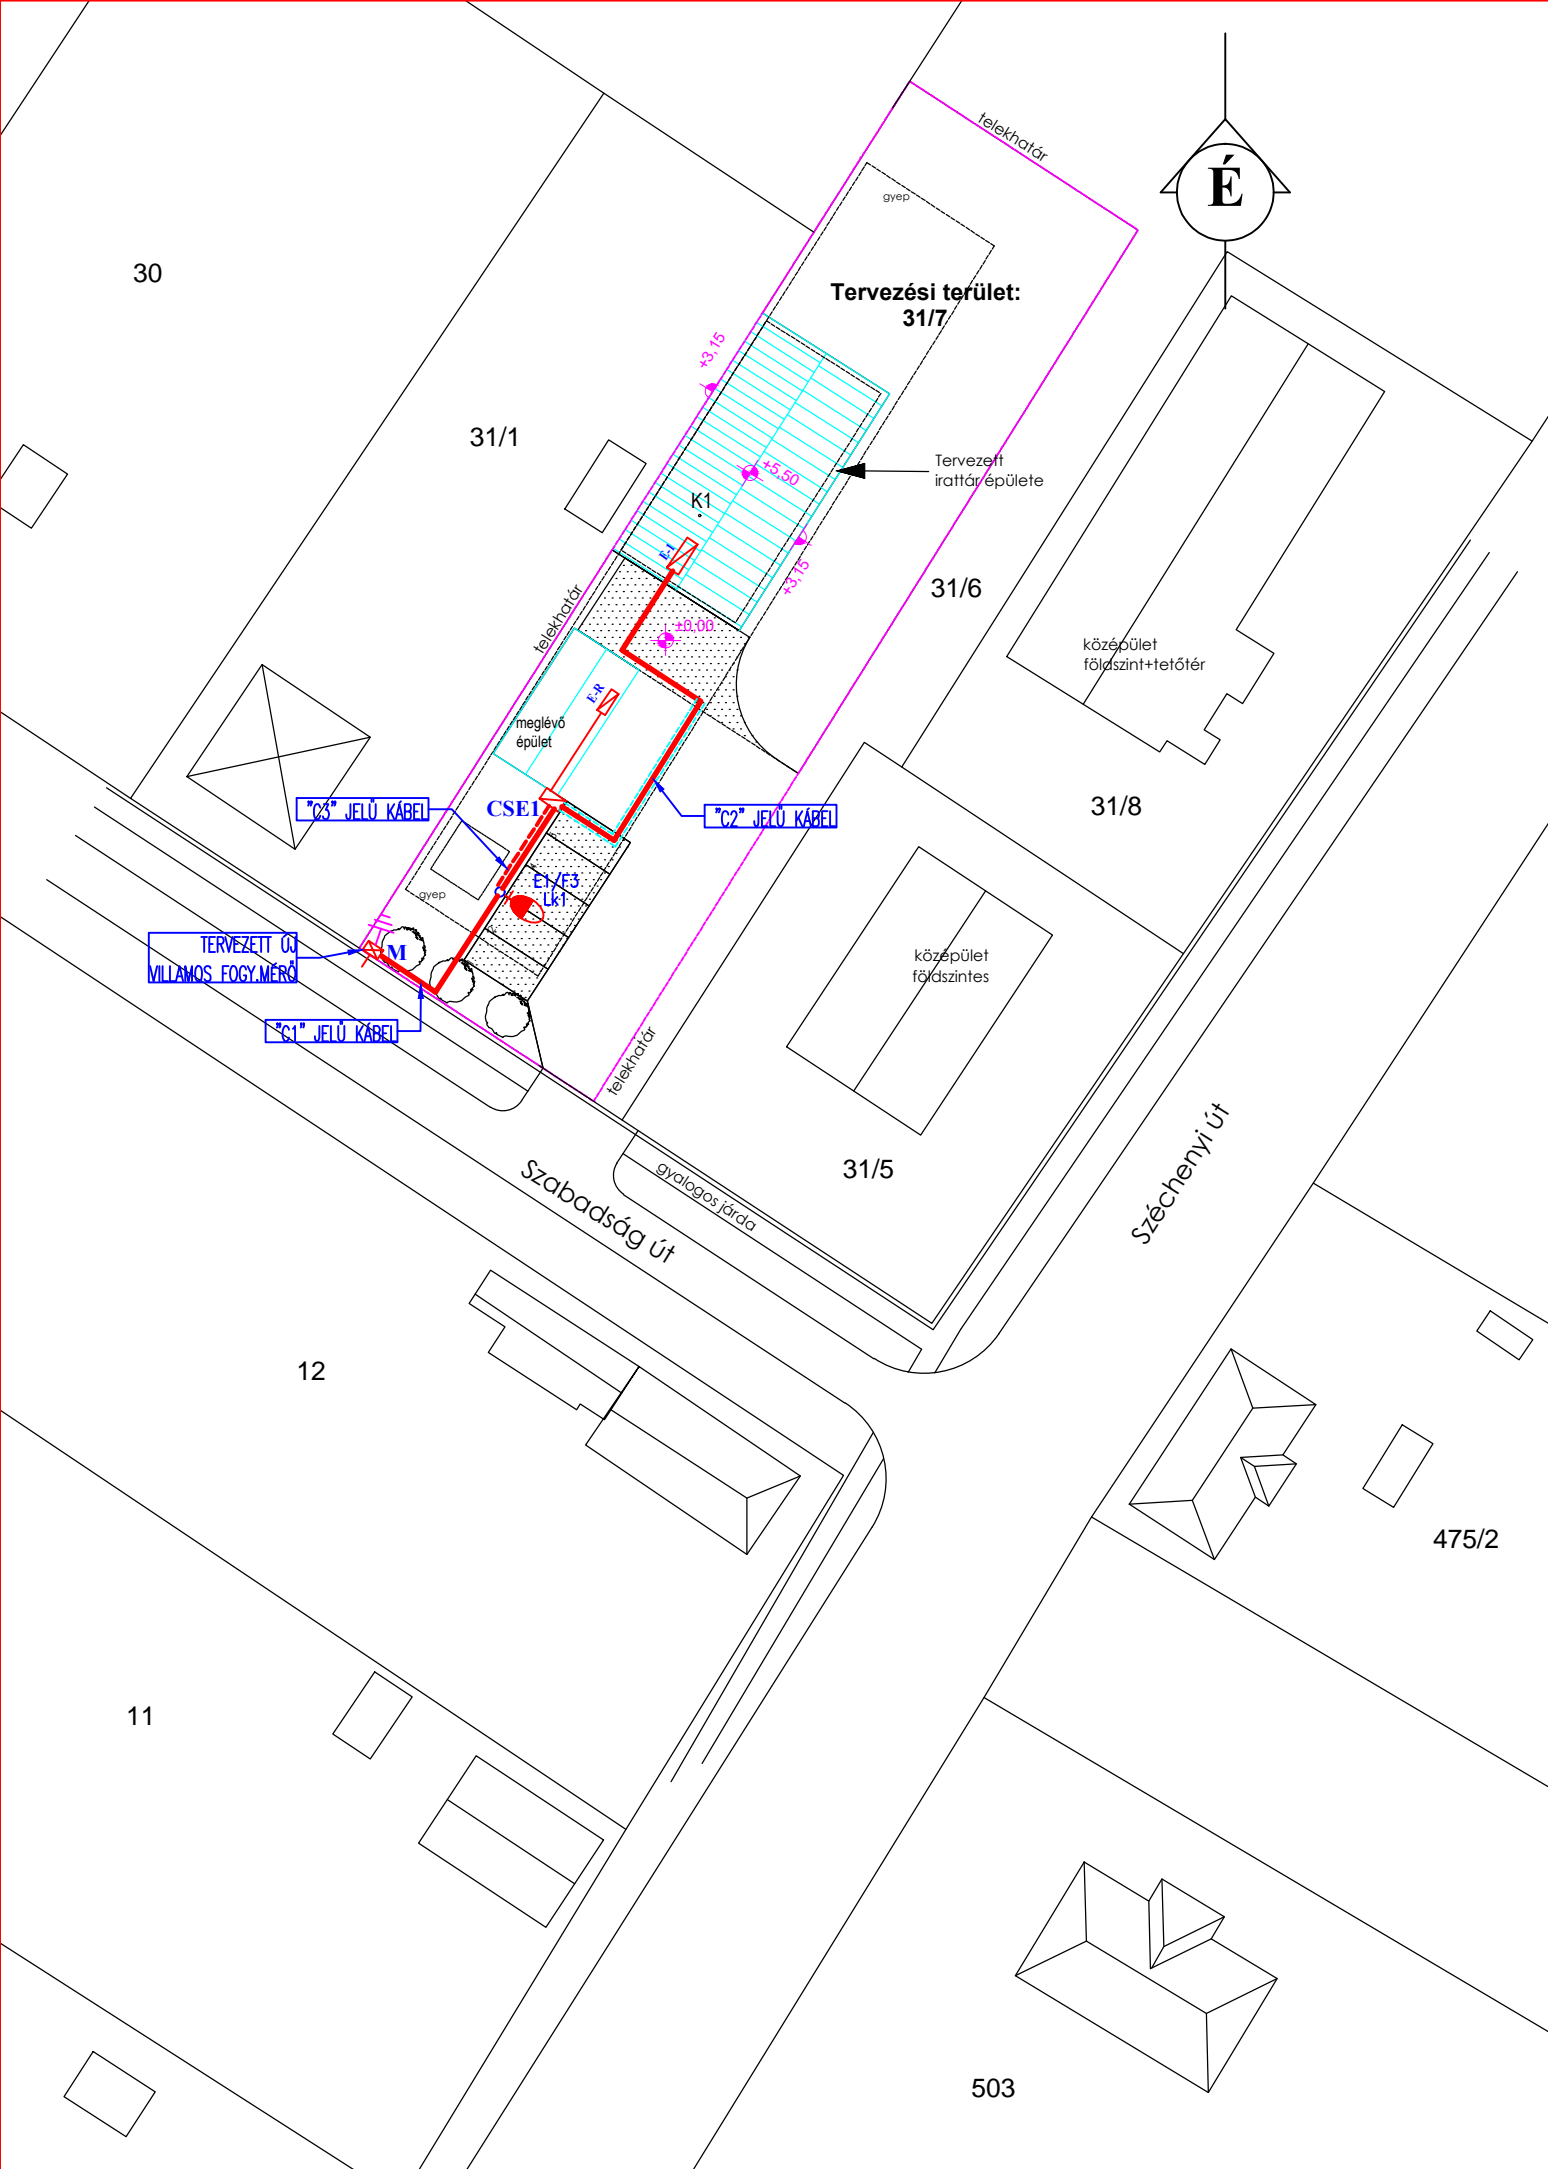 telekhatár
É
gyep
30
Tervezési terület:
31/7
+3,15
31/1
Tervezett
irattár épülete
+5,50
K1
E-I
+3,15
31/6
telekhatár
±0,00
középület
földszint+tetőtér
E-R
meglévő
épület
"C3" JELŰ KÁBEL
CSE1
"C2" JELŰ KÁBEL
31/8
E1/F3
Lk1
gyep
TERVEZETT ÚJ
VILLAMOS FOGY.MÉRŐ
M
középület
földszintes
"C1" JELŰ KÁBEL
telekhatár
Széchenyi út
31/5
gyalogos járda
Szabadság út
12
475/2
11
503